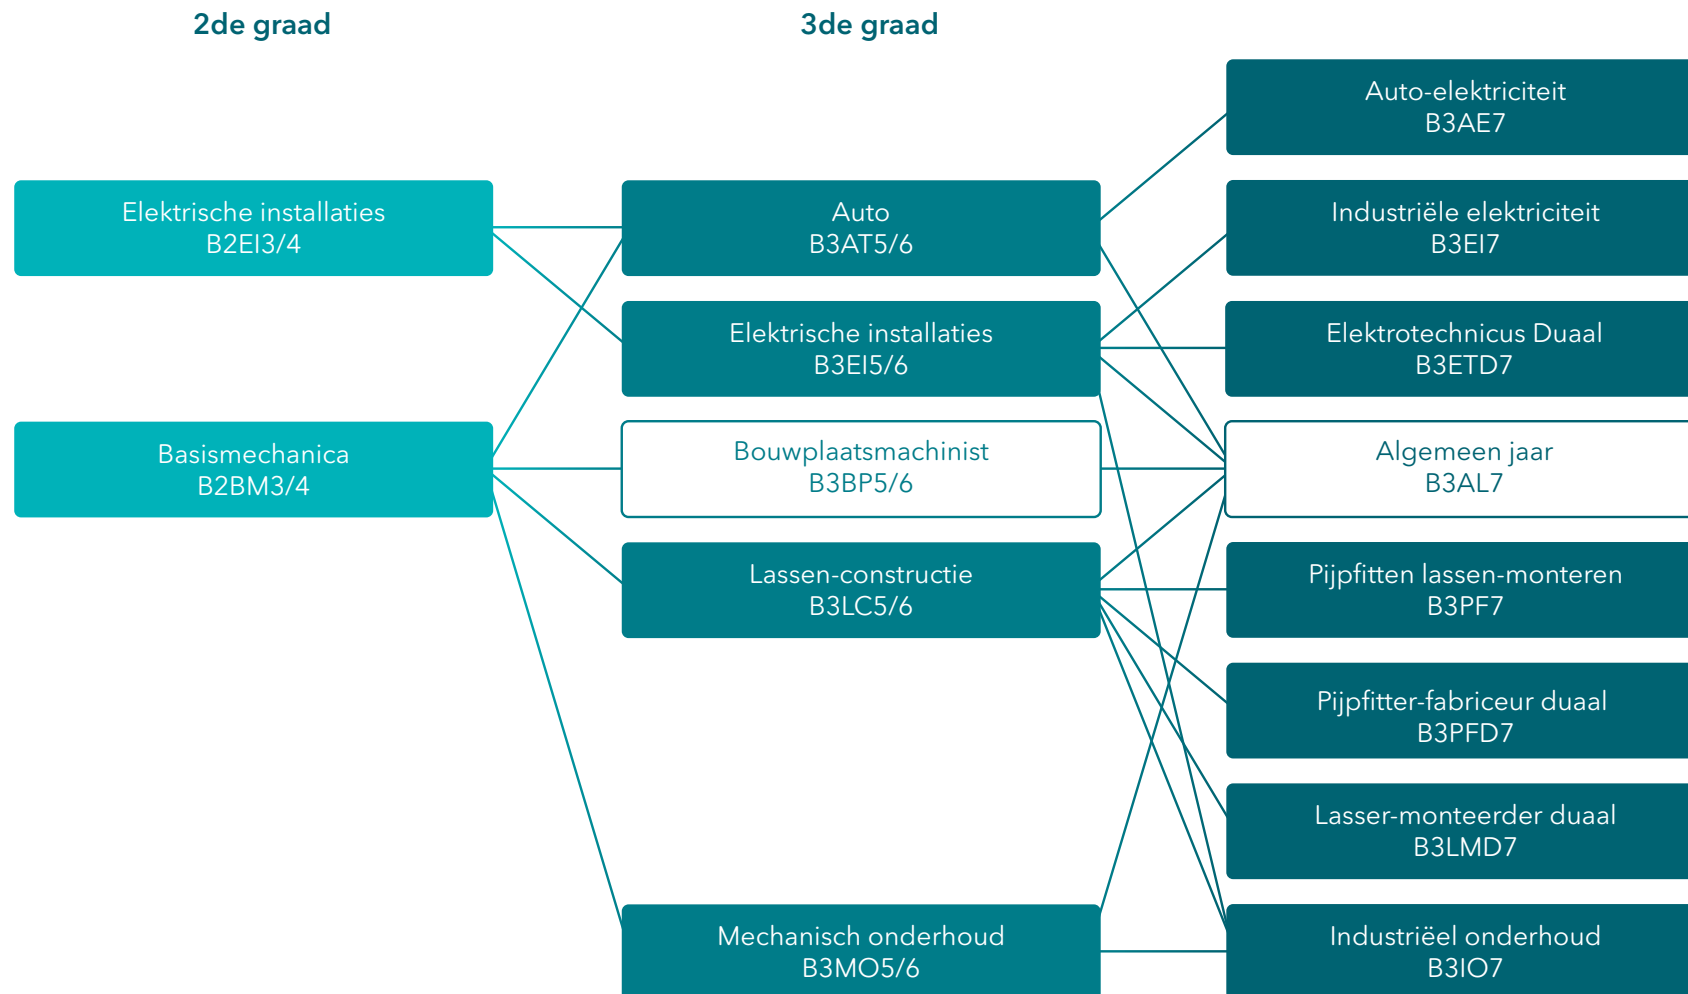 2de graad
3de graad
Elektrische installaties
B2EI3/4
Basismechanica
B2BM3/4
Auto
B3AT5/6
Elektrische installaties
B3EI5/6
Bouwplaatsmachinist
B3BP5/6
Lassen-constructie
B3LC5/6
Mechanisch onderhoud
B3MO5/6
Auto-elektriciteit
B3AE7
Industriële elektriciteit
B3EI7
Elektrotechnicus Duaal
B3ETD7
Algemeen jaar
B3AL7
Pijpfitten lassen-monteren
B3PF7
Pijpfitter-fabriceur duaal
B3PFD7
Lasser-monteerder duaal
B3LMD7
Industriëel onderhoud
B3IO7